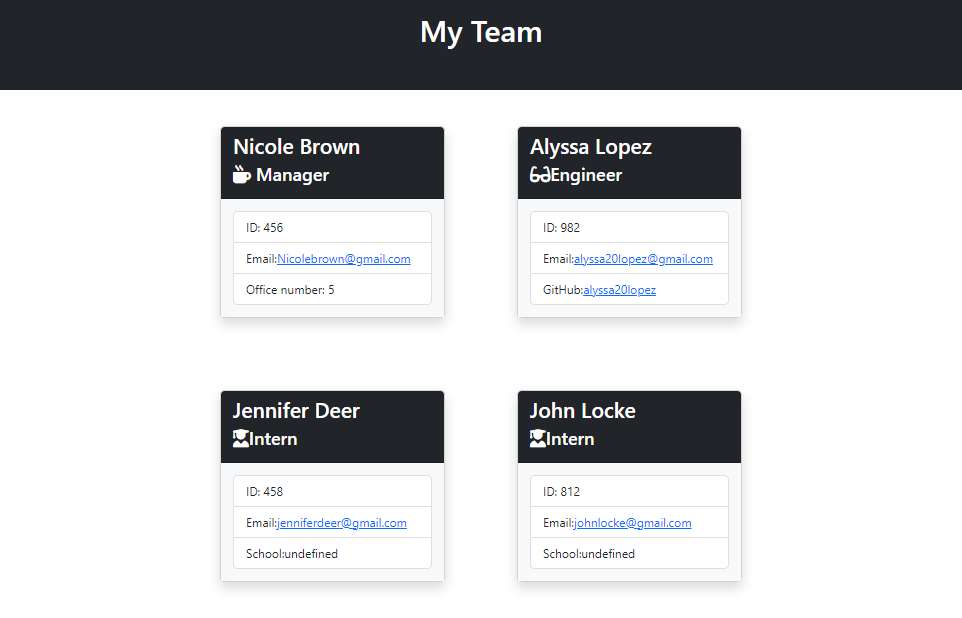 My Team
Nicole Brown
Manager
ID: 456
Email:Nicolebrown@gmail.com
Office number: 5
Alyssa Lopez
Engineer
ID: 982
Email:alyssa20lopez@gmail.com
GitHub:alyssa20lopez
Jennifer Deer
Intern
ID: 458
Email:jenniferdeer@gmail.com
School:undefined
John Locke
Intern
ID: 812
Email:johnlocke@gmail.com
School:undefined